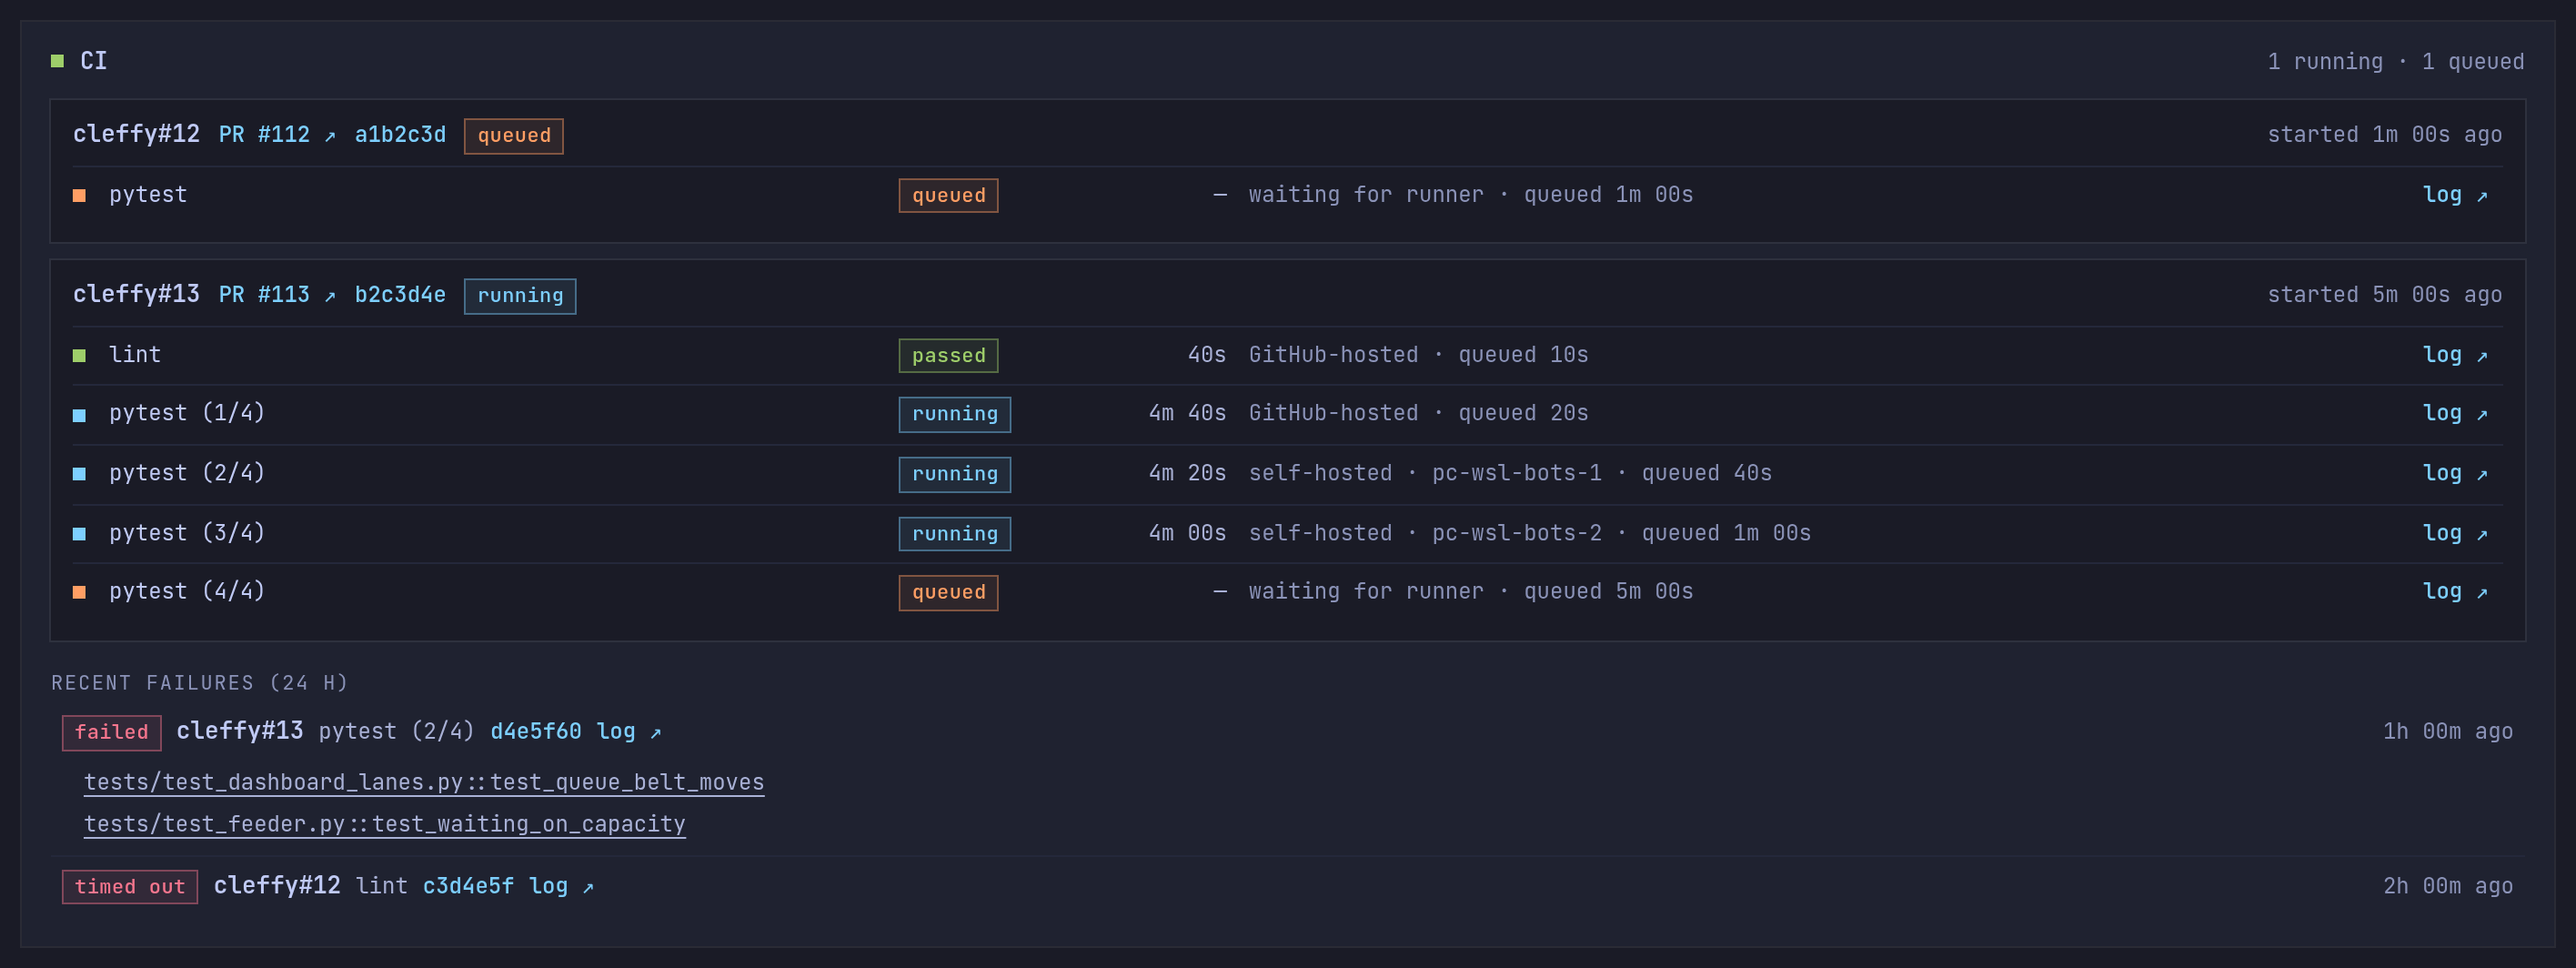 CI 1 running · 1 queued
cleffy#12 PR #112 ↗ a1b2c3d queued started 1m 00s ago
pytest queued — waiting for runner · queued 1m 00s log ↗
cleffy#13 PR #113 ↗ b2c3d4e running started 5m 00s ago
lint passed 40s GitHub-hosted · queued 10s log ↗
pytest (1/4) running 4m 40s GitHub-hosted · queued 20s log ↗
pytest (2/4) running 4m 20s self-hosted · pc-wsl-bots-1 · queued 40s log ↗
pytest (3/4) running 4m 00s self-hosted · pc-wsl-bots-2 · queued 1m 00s log ↗
pytest (4/4) queued — waiting for runner · queued 5m 00s log ↗
RECENT FAILURES (24 H)
failed cleffy#13 pytest (2/4) d4e5f60 log ↗ 1h 00m ago
tests/test_dashboard_lanes.py::test_queue_belt_moves
tests/test_feeder.py::test_waiting_on_capacity
timed out cleffy#12 lint c3d4e5f log ↗ 2h 00m ago